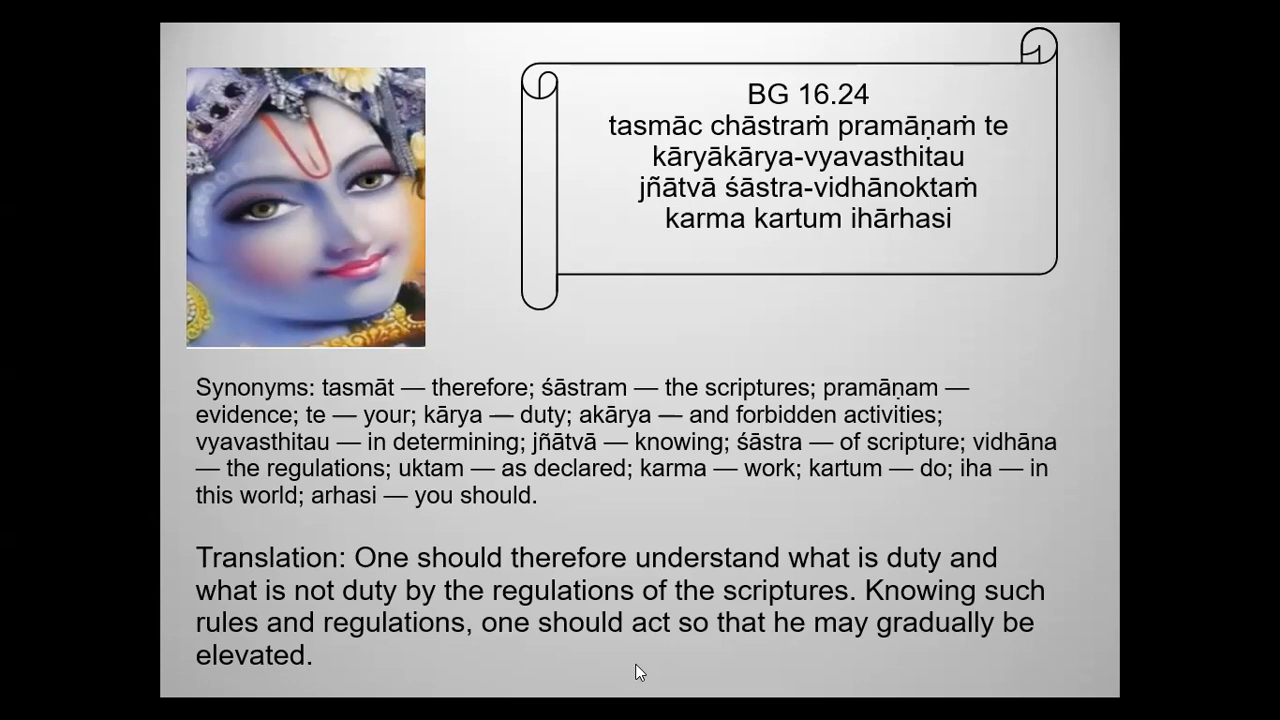 BG 16.24
tasmāc chāstraṁ pramāṇaṁ te
kāryākārya-vyavasthitau
jñātvā śāstra-vidhānoktaṁ
karma kartum ihārhasi
Synonyms: tasmāt — therefore; śāstram — the scriptures; pramāṇam —
evidence; te — your; kārya — duty; akārya — and forbidden activities;
vyavasthitau — in determining; jñātvā — knowing; śāstra — of scripture; vidhāna
— the regulations; uktam — as declared; karma — work; kartum — do; iha — in
this world; arhasi — you should.
Translation: One should therefore understand what is duty and
what is not duty by the regulations of the scriptures. Knowing such
rules and regulations, one should act so that he may gradually be
elevated.